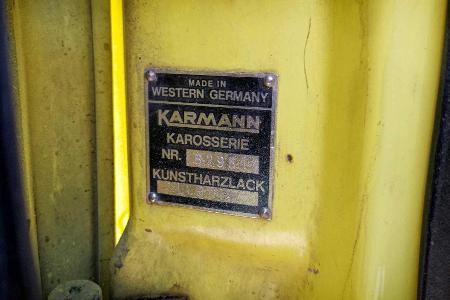 MADE IN
WESTERN GERMANY
KARMANN
KAROSSERIE
NR.
KUNSTHARZLACK